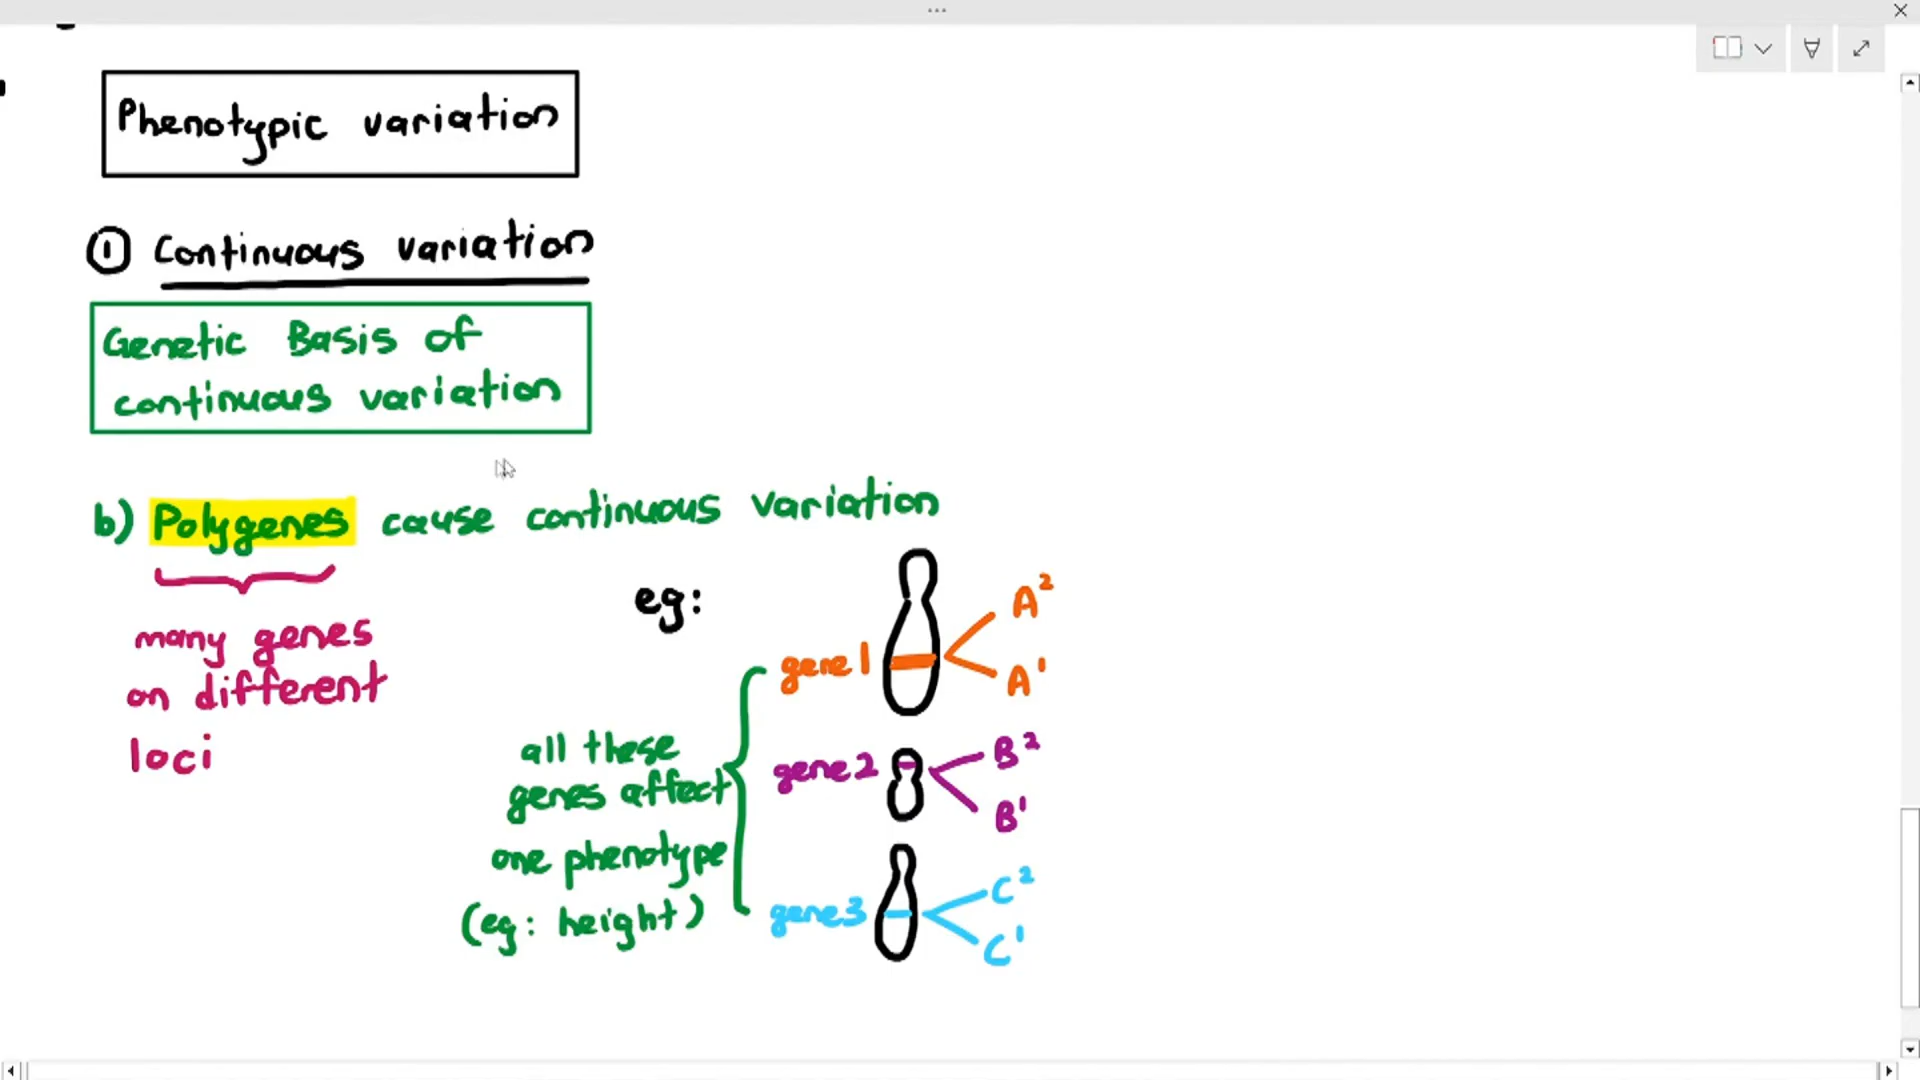 Phenotypic variation
① Continuous variation
Genetic Basis of
continuous variation
b) Polygenes cause continuous variation
many genes
on different
loci
eg:
gene 1
A²
A¹
gene 2
B²
B¹
gene 3
C²
C¹
all these
genes affect
one phenotype
(eg: height)